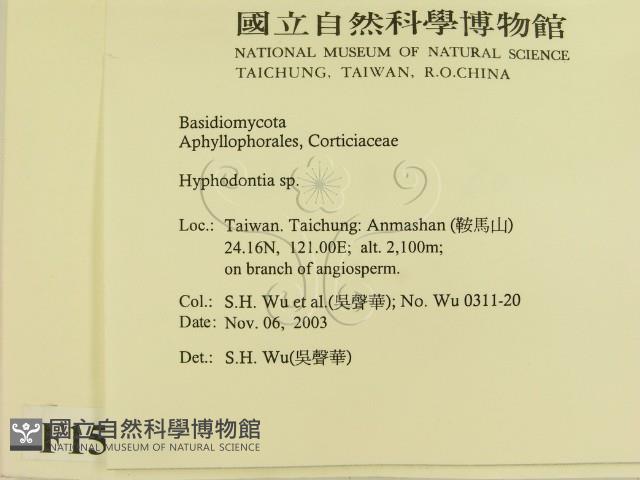 國立自然科學博物館
NATIONAL MUSEUM OF NATURAL SCIENCE
TAICHUNG, TAIWAN, R.O.CHINA
Basidiomycota
Aphyllophorales, Corticiaceae
Hyphodontia sp.
Loc.: Taiwan. Taichung: Anmashan (鞍馬山)
24.16N, 121.00E; alt. 2,100m;
on branch of angiosperm.
Col.: S.H. Wu et al.(吳聲華); No. Wu 0311-20
Date: Nov. 06, 2003
Det.: S.H. Wu(吳聲華)
F15
國立自然科學博物館
NATIONAL MUSEUM OF NATURAL SCIENCE